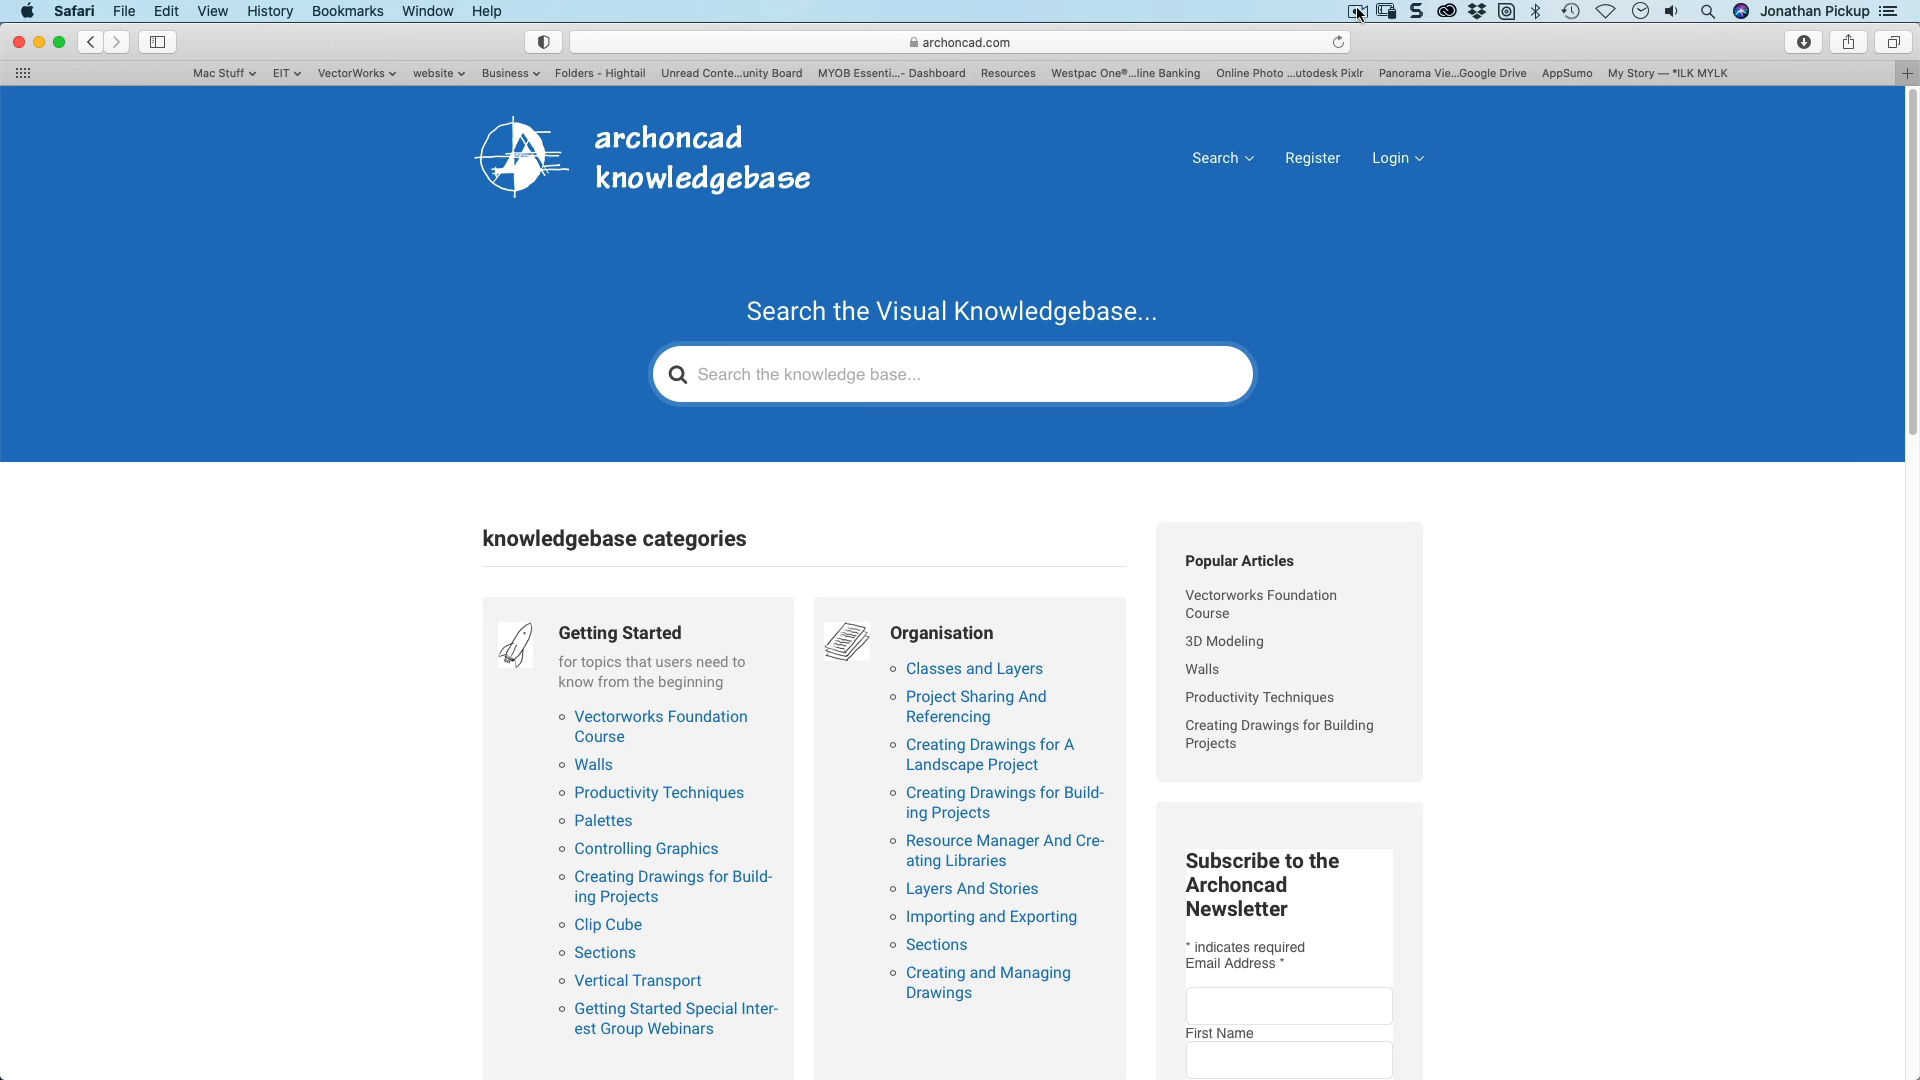 Safari File Edit View History Bookmarks Window Help Jonathan Pickup
archoncad.com
Mac Stuff EIT VectorWorks website Business Folders - Hightail Unread Conte...unity Board MYOB Essenti...- Dashboard Resources Westpac One®...line Banking Online Photo ...utodesk Pixlr Panorama Vie...Google Drive AppSumo My Story — *ILK MYLK
archoncad
knowledgebase
Search Register Login
Search the Visual Knowledgebase...
Search the knowledge base...
knowledgebase categories
Getting Started
for topics that users need to
know from the beginning
Vectorworks Foundation
Course
Walls
Productivity Techniques
Palettes
Controlling Graphics
Creating Drawings for Build-
ing Projects
Clip Cube
Sections
Vertical Transport
Getting Started Special Inter-
est Group Webinars
Organisation
Classes and Layers
Project Sharing And
Referencing
Creating Drawings for A
Landscape Project
Creating Drawings for Build-
ing Projects
Resource Manager And Cre-
ating Libraries
Layers And Stories
Importing and Exporting
Sections
Creating and Managing
Drawings
Popular Articles
Vectorworks Foundation
Course
3D Modeling
Walls
Productivity Techniques
Creating Drawings for Building
Projects
Subscribe to the
Archoncad
Newsletter
* indicates required
Email Address *
First Name